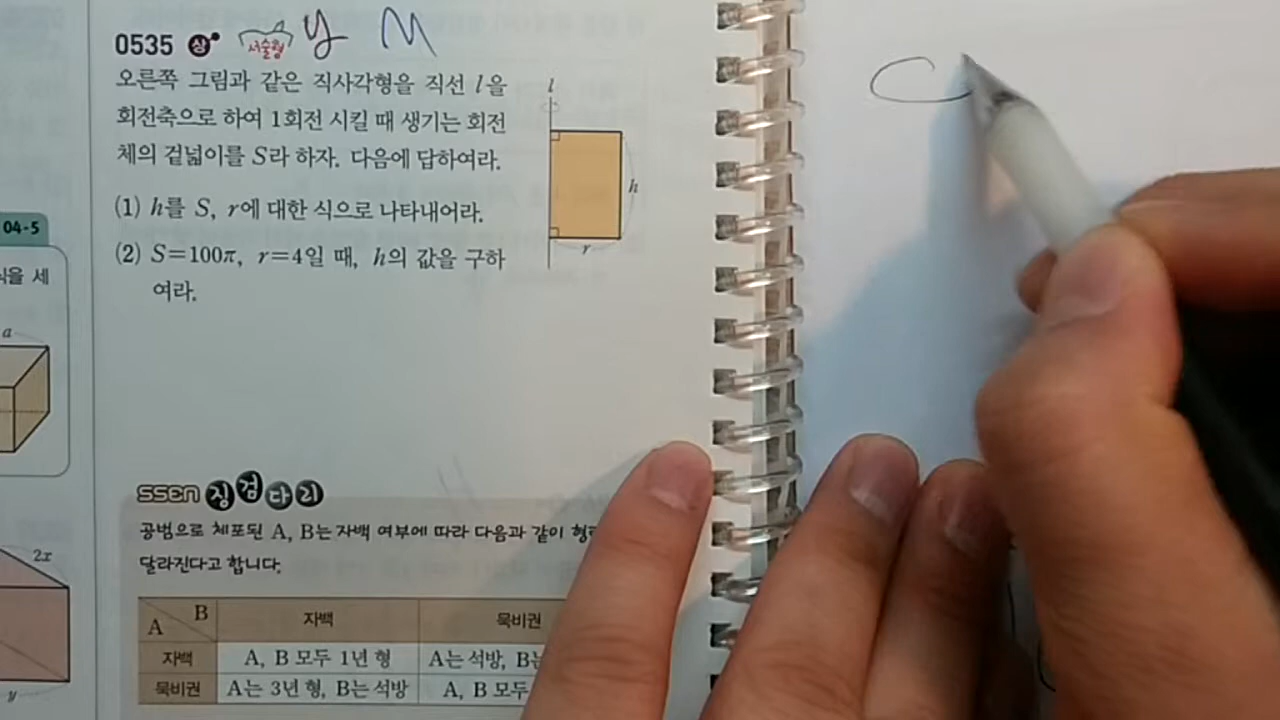 0535 상 서술형 y M
오른쪽 그림과 같은 직사각형을 직선 l을
회전축으로 하여 1회전 시킬 때 생기는 회전
체의 겉넓이를 S라 하자. 다음에 답하여라.
(1) h를 S, r에 대한 식으로 나타내어라.
(2) S=100π, r=4일 때, h의 값을 구하
여라.
l
h
r
04-5
식을 세
a
2x
y
SSEN 징검다리
공범으로 체포된 A, B는 자백 여부에 따라 다음과 같이 형
달라진다고 합니다.
A B 자백 묵비권
자백 A, B 모두 1년 형 A는 석방, B는
묵비권 A는 3년 형, B는 석방 A, B 모두